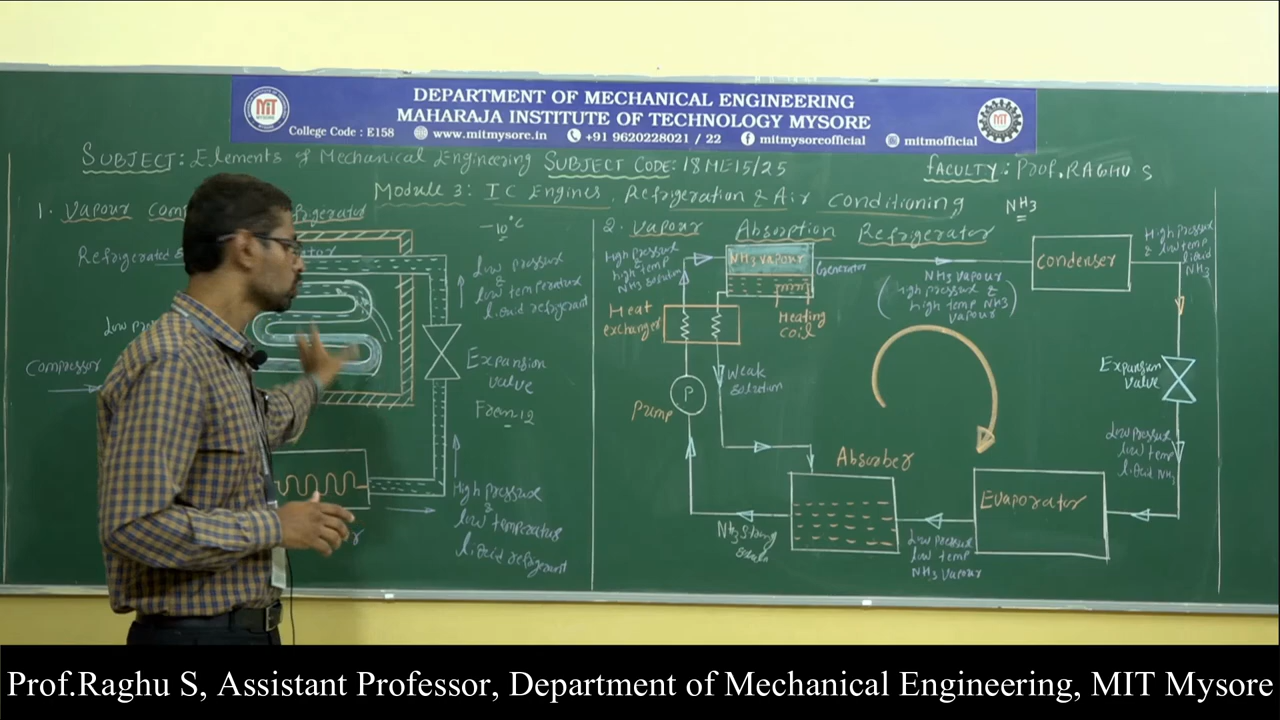 DEPARTMENT OF MECHANICAL ENGINEERING
MAHARAJA INSTITUTE OF TECHNOLOGY MYSORE
College Code : E158 www.mitmysore.in +91 9620228021 / 22 mitmysoreofficial mitmofficial
MIT
MYSORE
SUBJECT: Elements of Mechanical Engineering SUBJECT CODE: 18ME15/25 FACULTY: Prof. RAGHU S
Module 3: IC Engines, Refrigeration & Air conditioning
NH3
1. Vapour Com
Refrigerated
Low
Compressor
-10°C
Low pressure
&
low temperature
liquid refrigerant
Expansion
valve
High pressure
&
low temperature
liquid refrigerant
2. Vapour Absorption Refrigerator
High pressure
&
high temp
NH3 solution
NH3 vapour
Generator
Heating
coil
Heat
exchanger
NH3 vapour
(High pressure &
high temp NH3
vapour)
condenser
High pressure
& low temp
liquid
NH3
Expansion
valve
Low pressure
low temp
liquid NH3
P
Pump
Weak
solution
Absorber
Evaporator
NH3 strong
Low pressure
low temp
NH3 vapour
Prof.Raghu S, Assistant Professor, Department of Mechanical Engineering, MIT Mysore